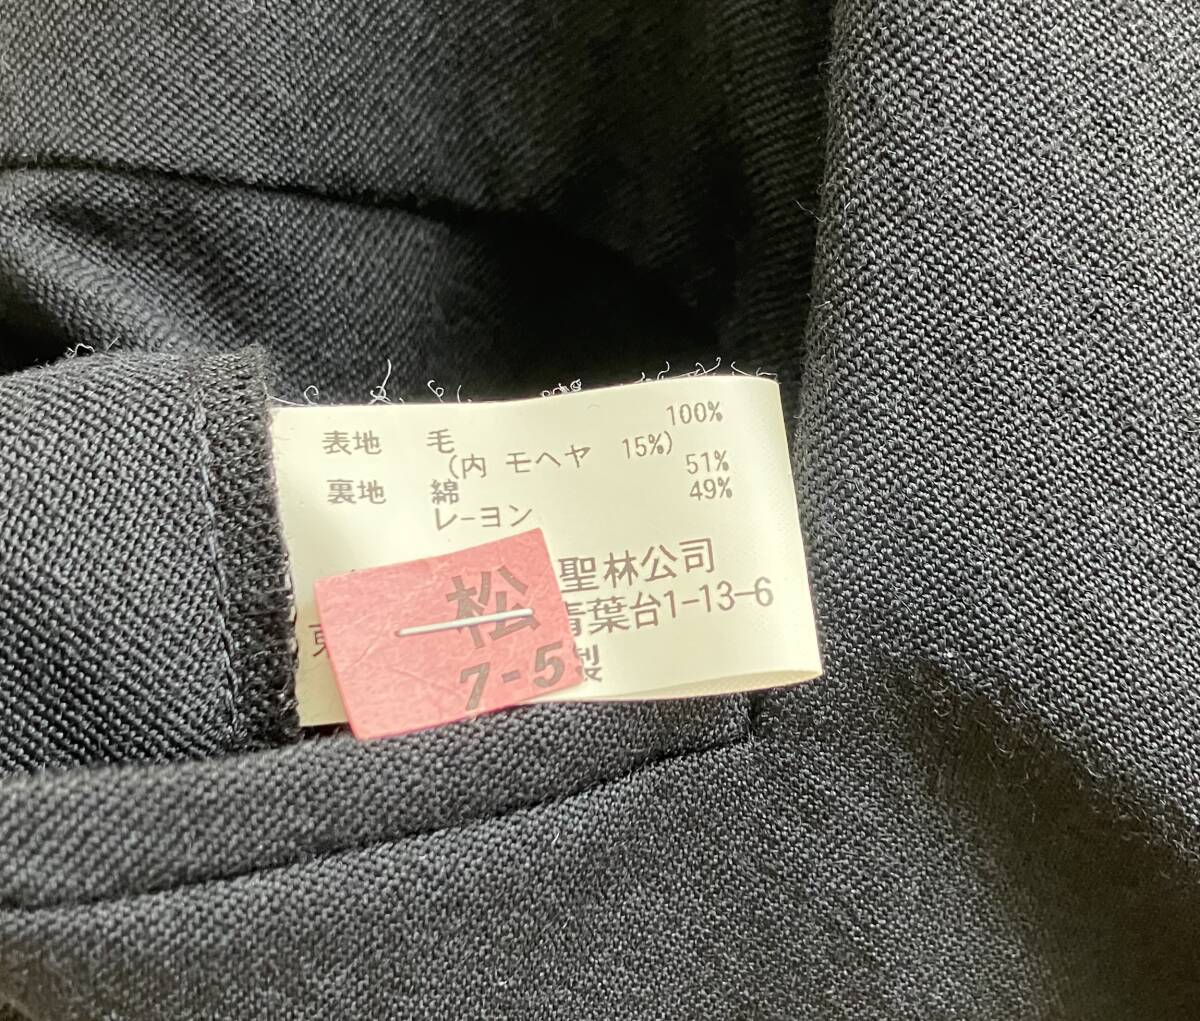 表地 毛 100%
(内 モヘヤ 15%)
裏地 綿 51%
レーヨン 49%
聖林公司
青葉台1-13-6
製
松
7-5